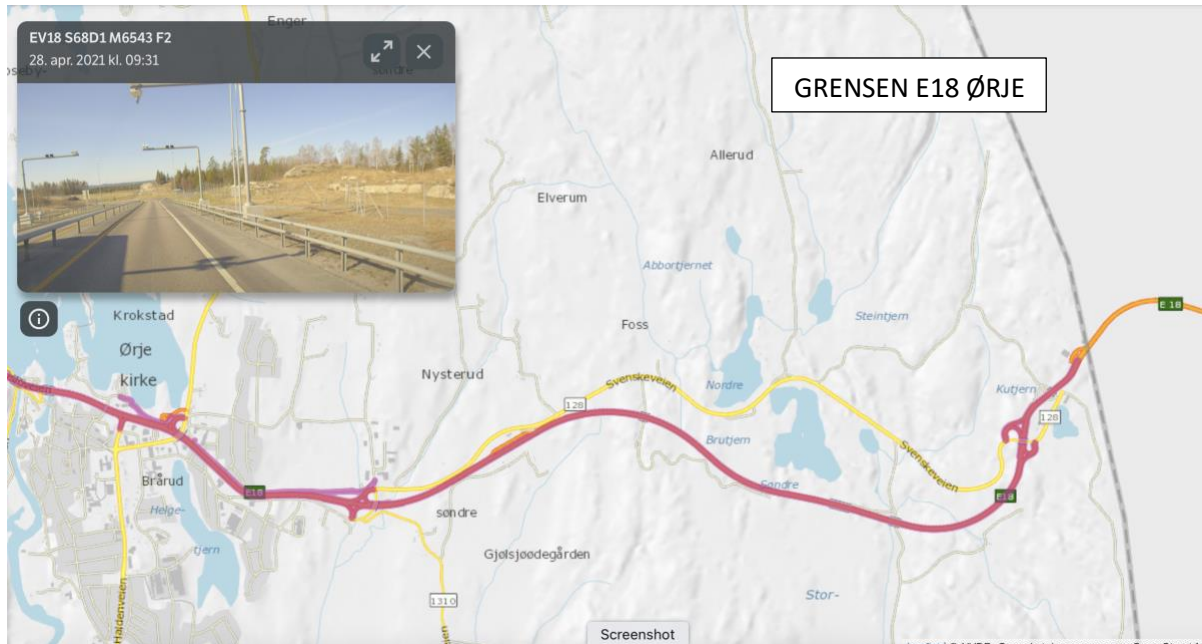 Enger
EV18 S68D1 M6543 F2
28. apr. 2021 kl. 09:31
søndre
GRENSEN E18 ØRJE
Allerud
Elverum
Abbortjernet
Krokstad
Foss
Steintjern
E 18
Ørje
kirke
Nysterud
Svenskeveien
Nordre
Kutjern
128
128
Brutjern
Svenskeveien
Brårud
E18
Søndre
E18
Helge-
tjern
søndre
Gjølsjøødegården
Haldenveien
1310
Stor-
Screenshot